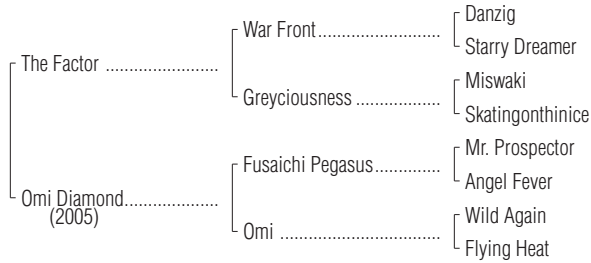 Danzig
War Front
Starry Dreamer
The Factor
Miswaki
Greyciousness
Skatingonthinice
Mr. Prospector
Fusaichi Pegasus
Angel Fever
Omi Diamond
(2005)
Wild Again
Omi
Flying Heat